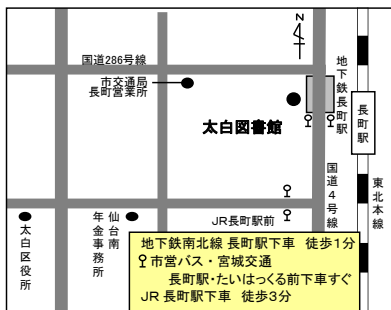 N
国道286号線
市交通局
長町営業所
地下鉄長町駅
太白図書館
長町駅
国道4号線
東北本線
JR長町駅前
太白区役所
仙台南
年金事務所
地下鉄南北線 長町駅下車 徒歩1分
市営バス・宮城交通
長町駅・たいはっくる前下車すぐ
JR 長町駅下車 徒歩3分